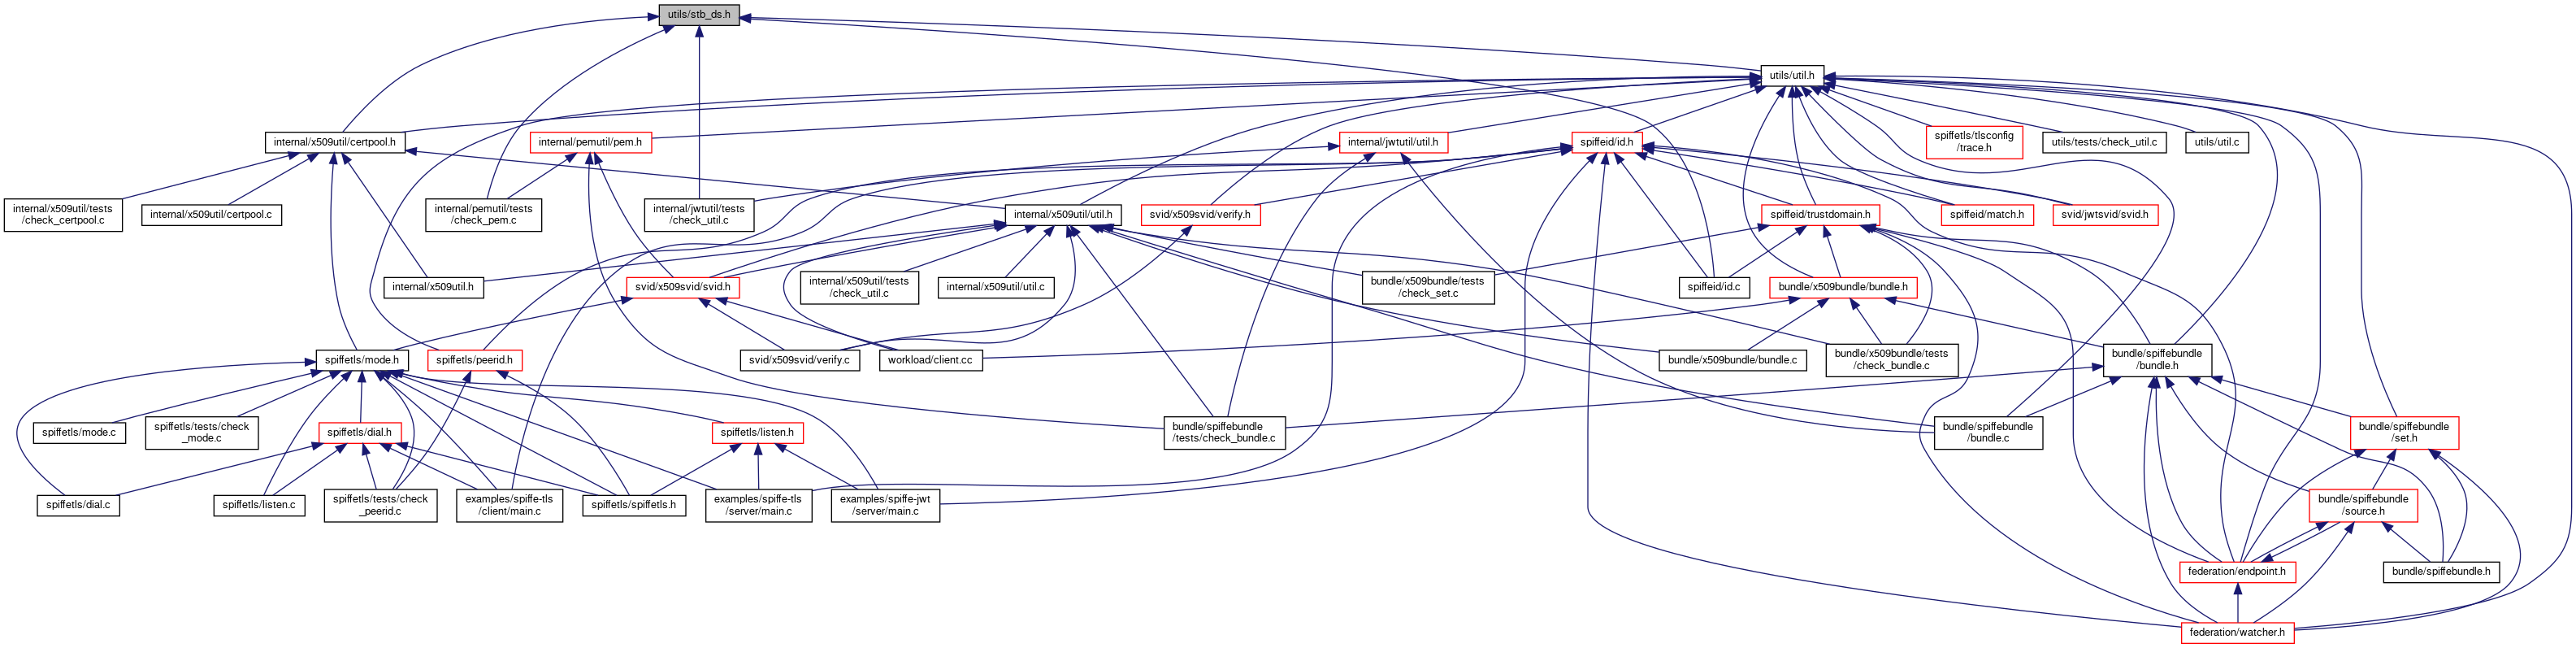 utils/stb_ds.h
utils/util.h
internal/x509util/certpool.h
internal/pemutil/pem.h
internal/jwtutil/util.h
spiffeid/id.h
spiffetls/tlsconfig
/trace.h
utils/tests/check_util.c
utils/util.c
internal/x509util/tests
/check_certpool.c
internal/x509util/certpool.c
internal/pemutil/tests
/check_pem.c
internal/jwtutil/tests
/check_util.c
internal/x509util/util.h
svid/x509svid/verify.h
spiffeid/trustdomain.h
spiffeid/match.h
svid/jwtsvid/svid.h
internal/x509util.h
svid/x509svid/svid.h
internal/x509util/tests
/check_util.c
internal/x509util/util.c
bundle/x509bundle/tests
/check_set.c
spiffeid/id.c
bundle/x509bundle/bundle.h
spiffetls/mode.h
spiffetls/peerid.h
svid/x509svid/verify.c
workload/client.cc
bundle/x509bundle/bundle.c
bundle/x509bundle/tests
/check_bundle.c
bundle/spiffebundle
/bundle.h
spiffetls/mode.c
spiffetls/tests/check
_mode.c
spiffetls/dial.h
spiffetls/listen.h
bundle/spiffebundle
/tests/check_bundle.c
bundle/spiffebundle
/bundle.c
bundle/spiffebundle
/set.h
spiffetls/dial.c
spiffetls/listen.c
spiffetls/tests/check
_peerid.c
examples/spiffe-tls
/client/main.c
spiffetls/spiffetls.h
examples/spiffe-tls
/server/main.c
examples/spiffe-jwt
/server/main.c
bundle/spiffebundle
/source.h
federation/endpoint.h
bundle/spiffebundle.h
federation/watcher.h